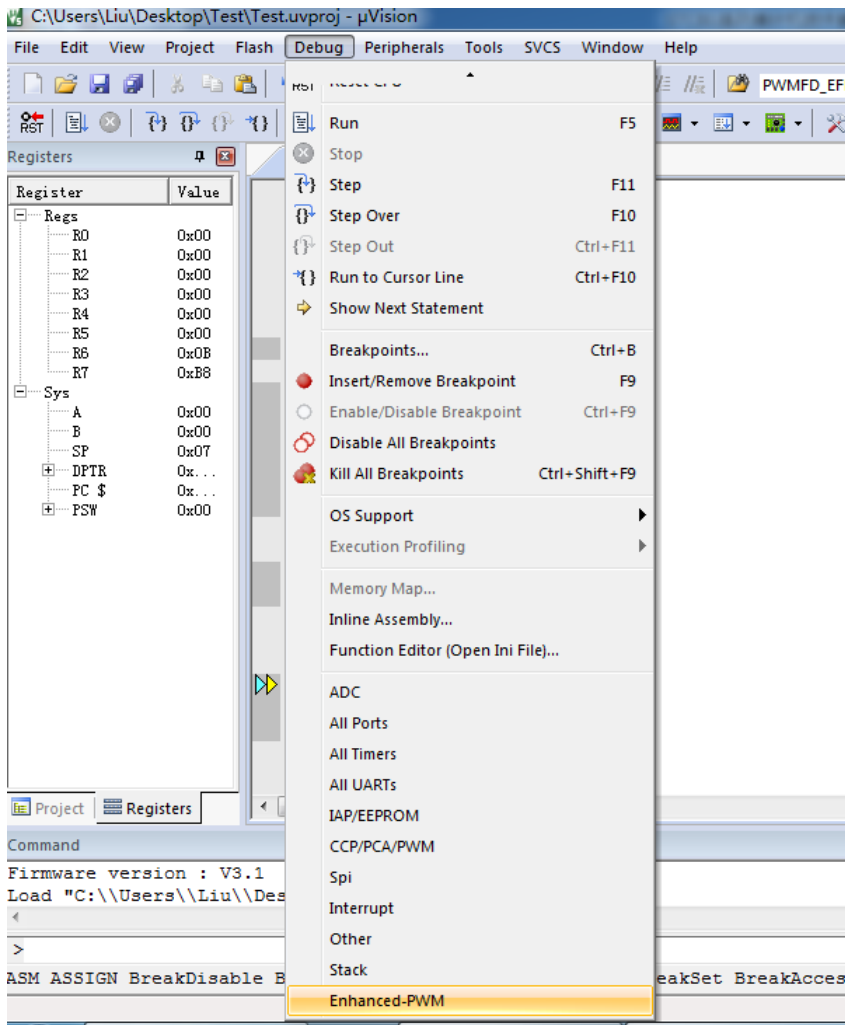 C:\Users\Liu\Desktop\Test\Test.uvproj - µVision
File Edit View Project Flash Debug Peripherals Tools SVCS Window Help
PWMFD_EF
RST
RST
Registers
Register Value
Regs
R0 0x00
R1 0x00
R2 0x00
R3 0x00
R4 0x00
R5 0x00
R6 0x0B
R7 0xB8
Sys
A 0x00
B 0x00
SP 0x07
DPTR 0x...
PC $ 0x...
PSW 0x00
Project Registers
Run F5
Stop
Step F11
Step Over F10
Step Out Ctrl+F11
Run to Cursor Line Ctrl+F10
Show Next Statement
Breakpoints... Ctrl+B
Insert/Remove Breakpoint F9
Enable/Disable Breakpoint Ctrl+F9
Disable All Breakpoints
Kill All Breakpoints Ctrl+Shift+F9
OS Support
Execution Profiling
Memory Map...
Inline Assembly...
Function Editor (Open Ini File)...
ADC
All Ports
All Timers
All UARTs
IAP/EEPROM
CCP/PCA/PWM
Spi
Interrupt
Other
Stack
Enhanced-PWM
Command
Firmware version : V3.1
Load "C:\\Users\\Liu\\Des
>
ASM ASSIGN BreakDisable B eakSet BreakAcces